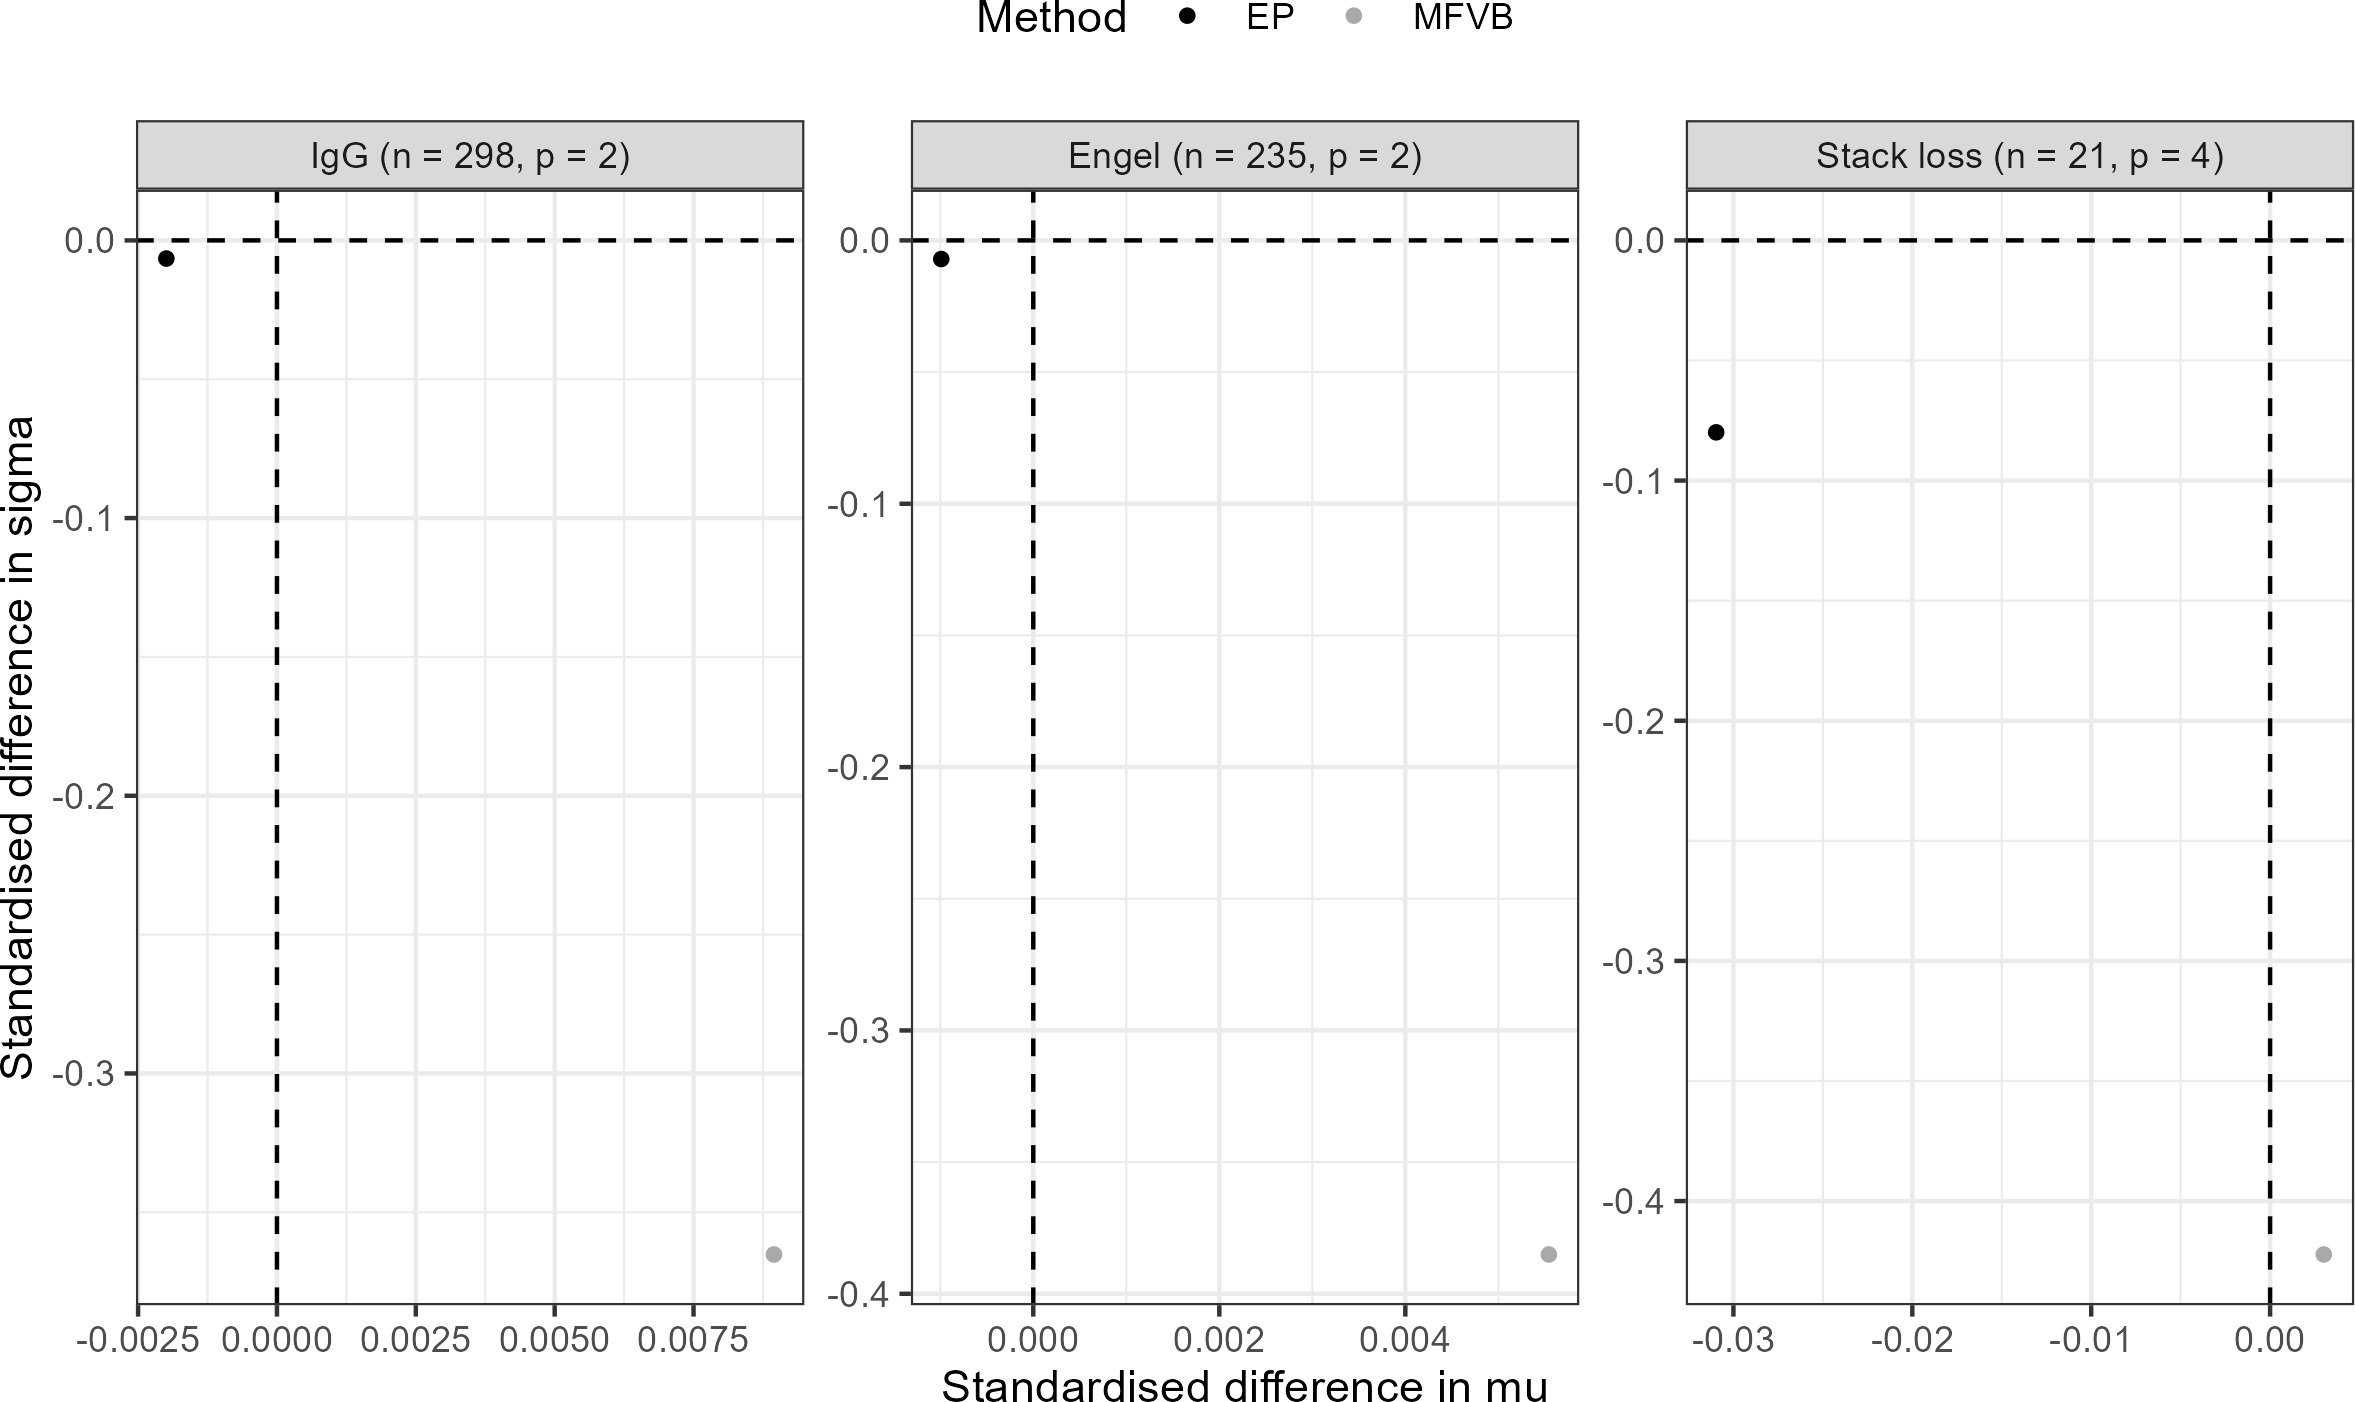 Method EP MFVB
IgG (n = 298, p = 2)
Engel (n = 235, p = 2)
Stack loss (n = 21, p = 4)
Standardised difference in sigma
0.0
-0.1
-0.2
-0.3
0.0
-0.1
-0.2
-0.3
-0.4
0.0
-0.1
-0.2
-0.3
-0.4
-0.0025 0.0000 0.0025 0.0050 0.0075
0.000 0.002 0.004
-0.03 -0.02 -0.01 0.00
Standardised difference in mu